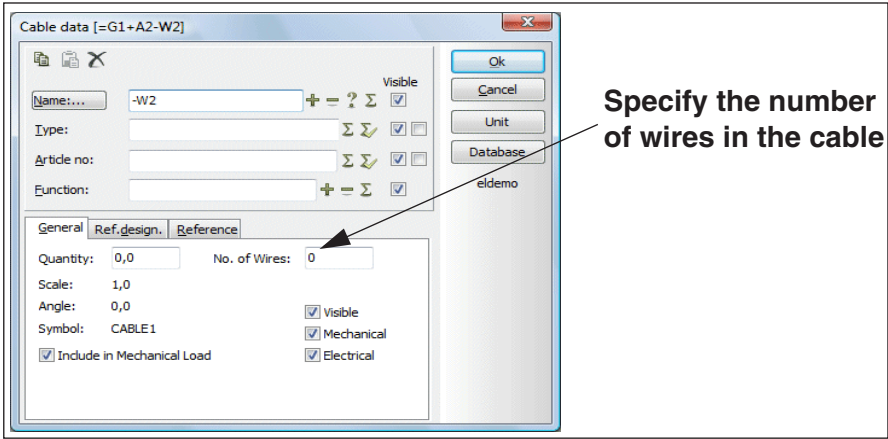 Cable data [=G1+A2-W2]
Visible
Name:... -W2
Type:
Article no:
Function:
Ok
Cancel
Unit
Database
eldemo
Specify the number
of wires in the cable
General Ref.design. Reference
Quantity: 0,0 No. of Wires: 0
Scale: 1,0
Angle: 0,0 Visible
Symbol: CABLE1 Mechanical
Include in Mechanical Load Electrical